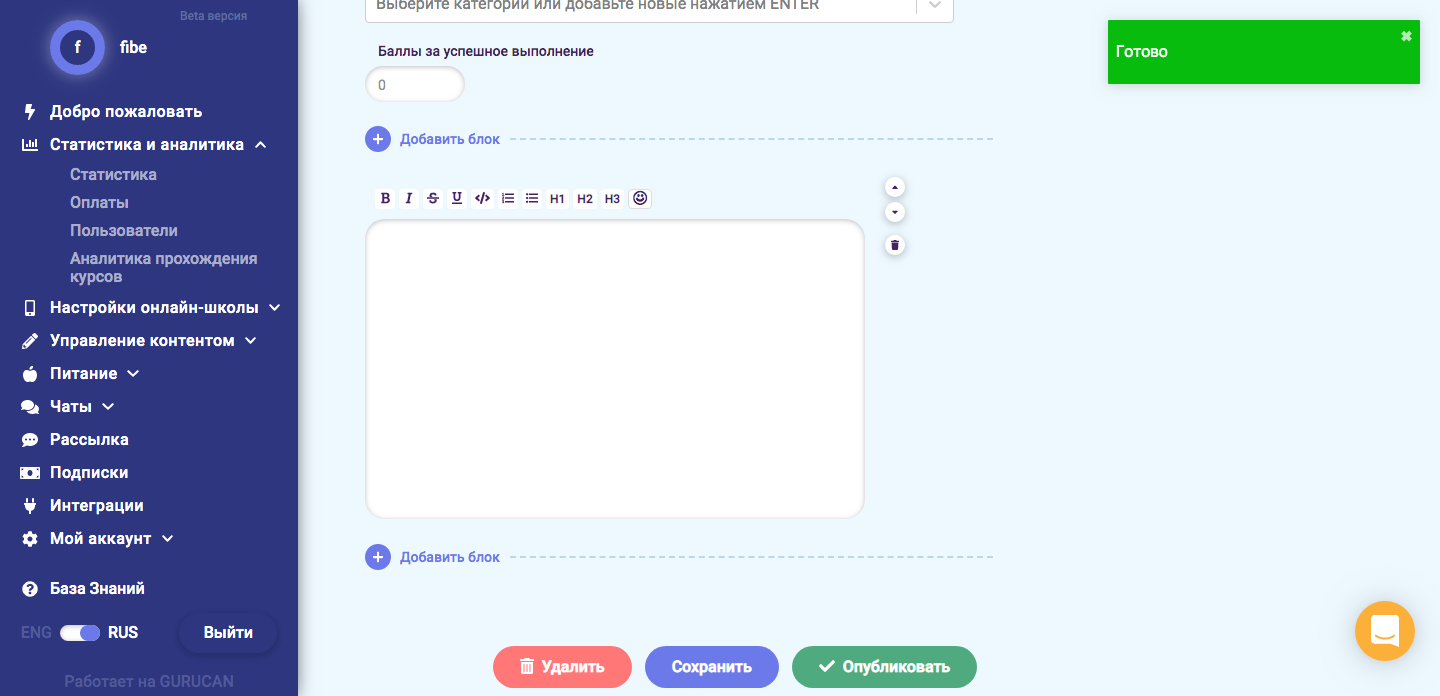 Beta версия
f
fibe
Добро пожаловать
Статистика и аналитика
Статистика
Оплаты
Пользователи
Аналитика прохождения
курсов
Настройки онлайн-школы
Управление контентом
Питание
Чаты
Рассылка
Подписки
Интеграции
Мой аккаунт
База Знаний
ENG RUS Выйти
Работает на GURUCAN
Выберите категории или добавьте новые нажатием ENTER
Баллы за успешное выполнение
0
Добавить блок
B I S U </> H1 H2 H3
Добавить блок
Удалить Сохранить Опубликовать
Готово